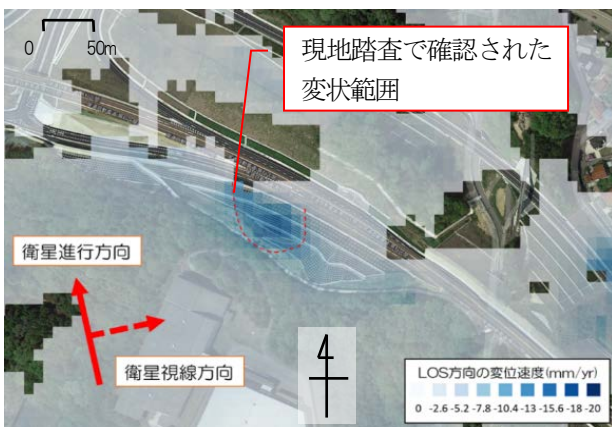 0 50m
現地踏査で確認された
変状範囲
衛星進行方向
衛星視線方向
LOS方向の変位速度(mm/yr)
0 -2.6 -5.2 -7.8 -10.4 -13 -15.6 -18 -20